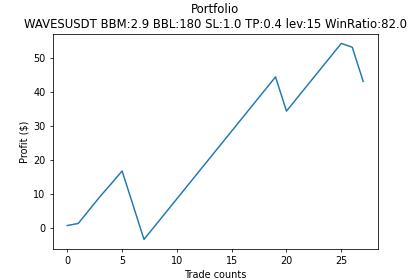 Portfolio
WAVESUSDT BBM:2.9 BBL:180 SL:1.0 TP:0.4 lev:15 WinRatio:82.0
Profit ($)
50
40
30
20
10
0
0 5 10 15 20 25
Trade counts